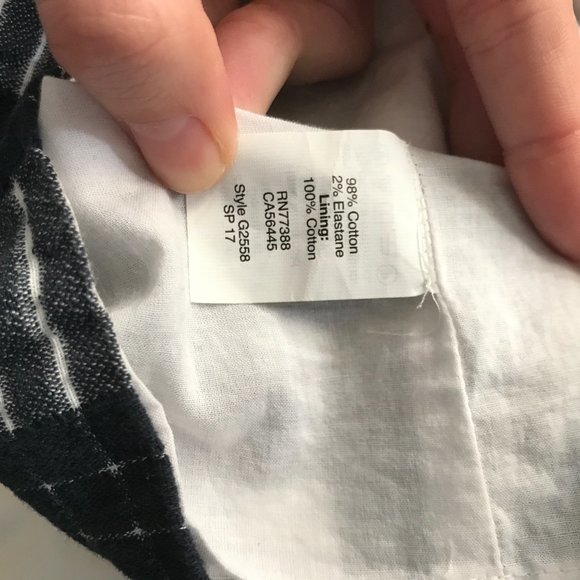 98% Cotton
2% Elastane
Lining:
100% Cotton
RN77388
CA56445
Style G2558
SP 17